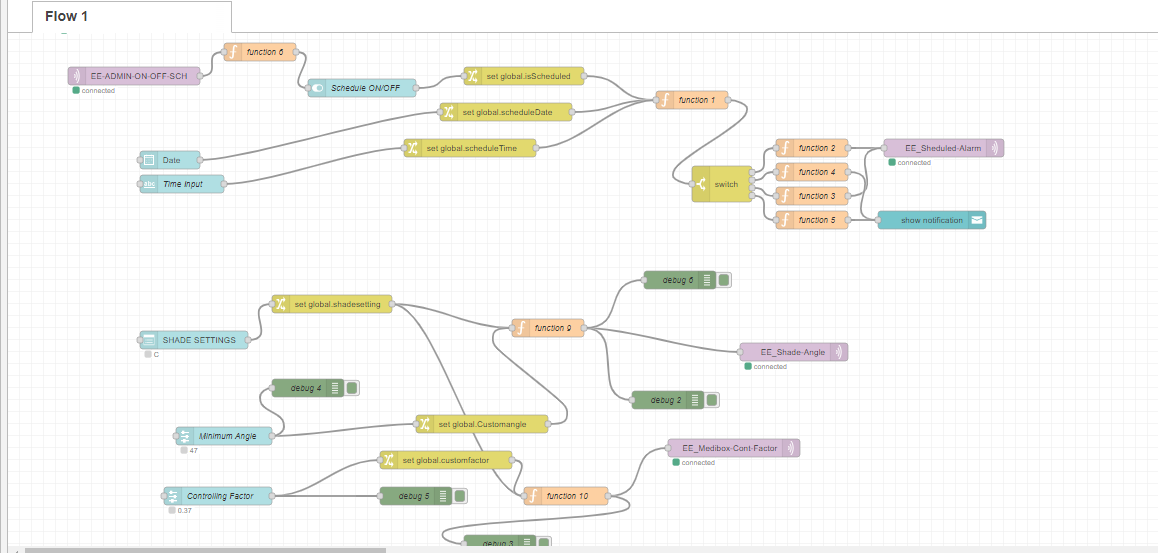 Flow 1
function 6
EE-ADMIN-ON-OFF-SCH
connected
Schedule ON/OFF
set global.isScheduled
function 1
set global.scheduleDate
set global.scheduleTime
Date
abc
Time Input
switch
function 2
function 4
function 3
function 5
EE_Sheduled-Alarm
connected
show notification
debug 6
set global.shadesetting
function 9
SHADE SETTINGS
C
EE_Shade-Angle
connected
debug 4
debug 2
set global.Customangle
Minimum Angle
47
EE_Medibox-Cont-Factor
connected
set global.customfactor
Controlling Factor
0.37
debug 5
function 10
debug 3